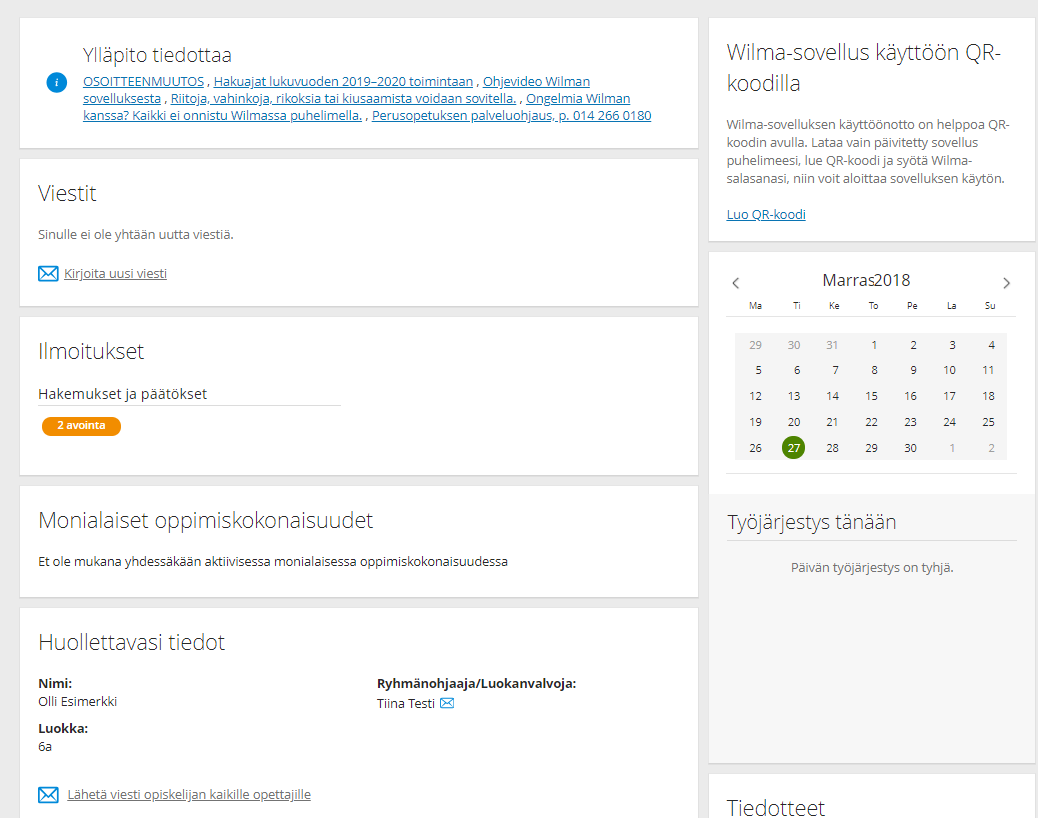 Ylläpito tiedottaa
OSOITTEENMUUTOS , Hakuajat lukuvuoden 2019–2020 toimintaan , Ohjevideo Wilman
sovelluksesta , Riitoja, vahinkoja, rikoksia tai kiusaamista voidaan sovitella. , Ongelmia Wilman
kanssa? Kaikki ei onnistu Wilmassa puhelimella. , Perusopetuksen palveluohjaus, p. 014 266 0180
Viestit
Sinulle ei ole yhtään uutta viestiä.
Kirjoita uusi viesti
Ilmoitukset
Hakemukset ja päätökset
2 avointa
Monialaiset oppimiskokonaisuudet
Et ole mukana yhdessäkään aktiivisessa monialaisessa oppimiskokonaisuudessa
Huollettavasi tiedot
Nimi:
Olli Esimerkki
Luokka:
6a
Ryhmänohjaaja/Luokanvalvoja:
Tiina Testi
Lähetä viesti opiskelijan kaikille opettajille
Wilma-sovellus käyttöön QR-
koodilla
Wilma-sovelluksen käyttöönotto on helppoa QR-
koodin avulla. Lataa vain päivitetty sovellus
puhelimeesi, lue QR-koodi ja syötä Wilma-
salasanasi, niin voit aloittaa sovelluksen käytön.
Luo QR-koodi
Marras2018
Ma Ti Ke To Pe La Su
29 30 31 1 2 3 4
5 6 7 8 9 10 11
12 13 14 15 16 17 18
19 20 21 22 23 24 25
26 27 28 29 30 1 2
Työjärjestys tänään
Päivän työjärjestys on tyhjä.
Tiedotteet